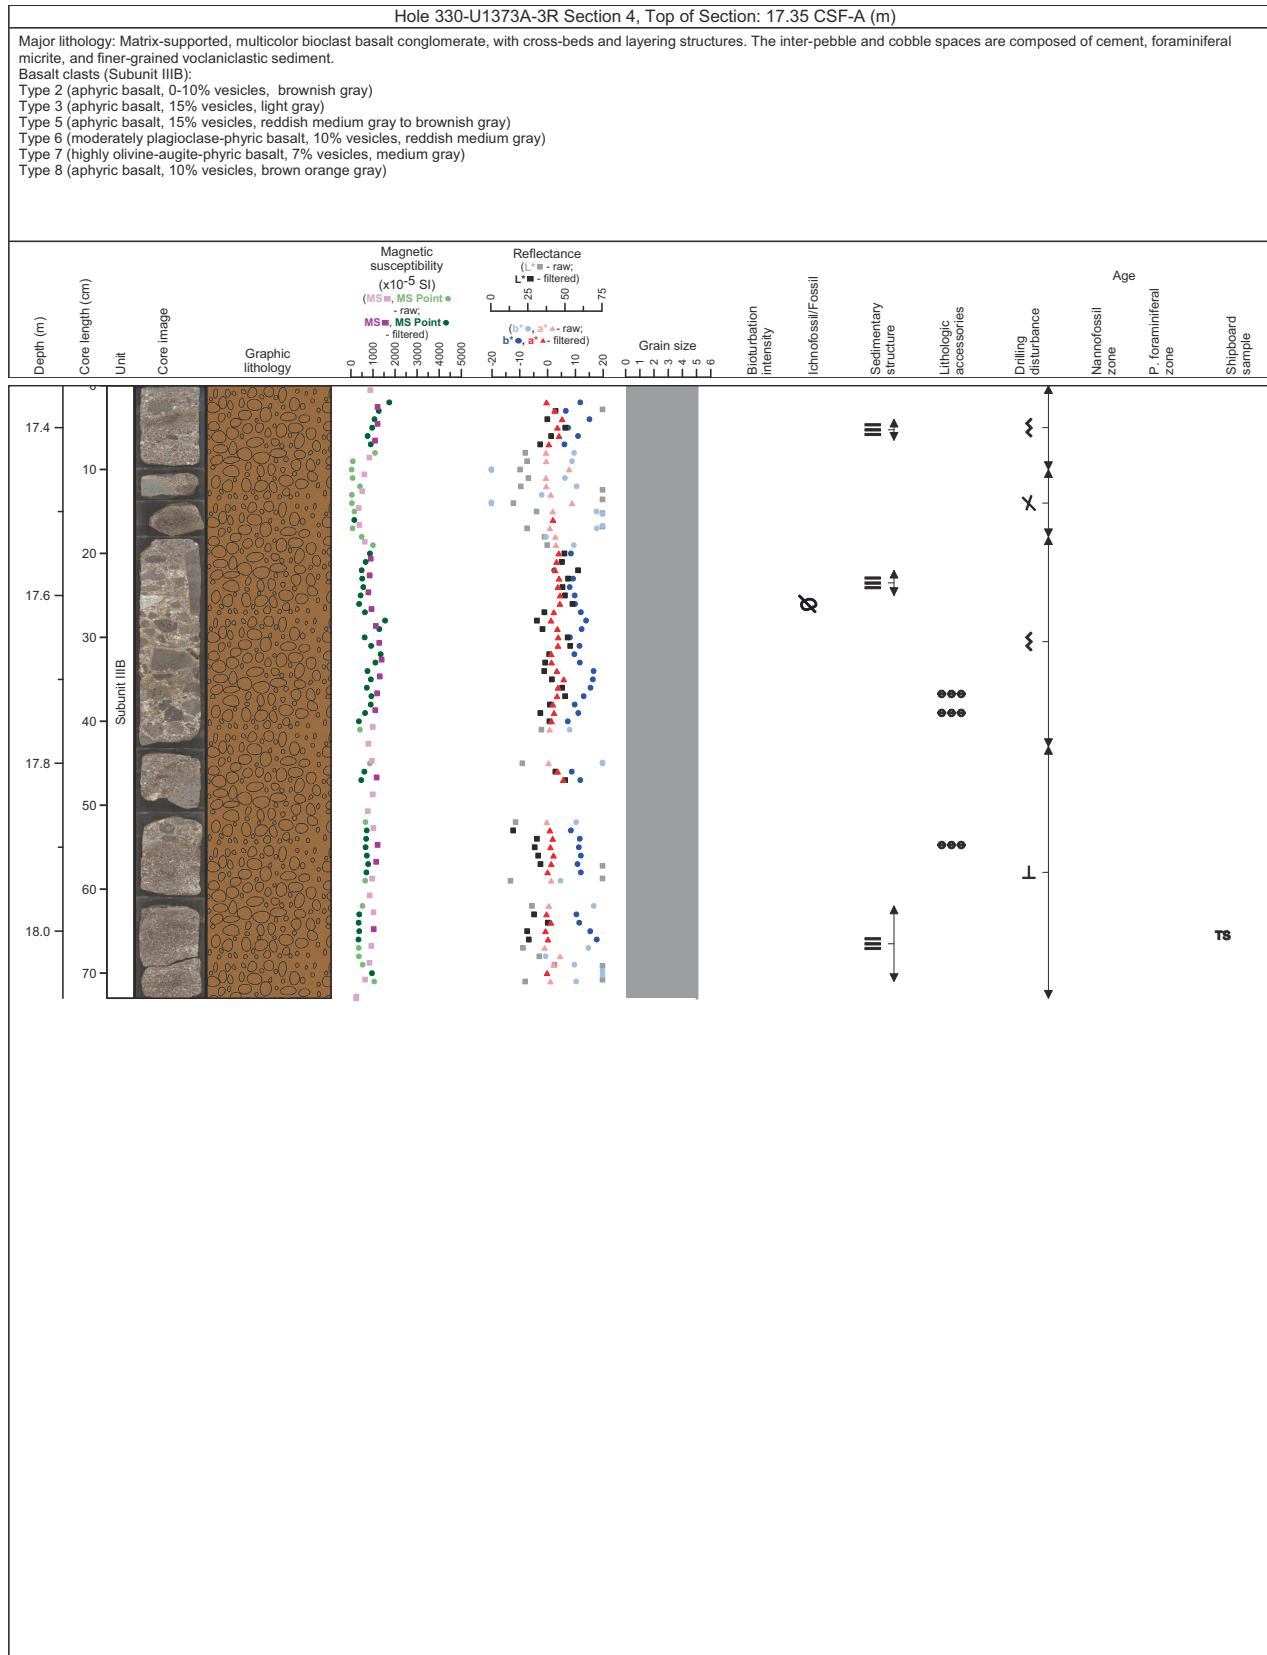 Hole 330-U1373A-3R Section 4, Top of Section: 17.35 CSF-A (m)
Major lithology: Matrix-supported, multicolor bioclast basalt conglomerate, with cross-beds and layering structures. The inter-pebble and cobble spaces are composed of cement, foraminiferal
micrite, and finer-grained voclaniclastic sediment.
Basalt clasts (Subunit IIIB):
Type 2 (aphyric basalt, 0-10% vesicles, brownish gray)
Type 3 (aphyric basalt, 15% vesicles, light gray)
Type 5 (aphyric basalt, 15% vesicles, reddish medium gray to brownish gray)
Type 6 (moderately plagioclase-phyric basalt, 10% vesicles, reddish medium gray)
Type 7 (highly olivine-augite-phyric basalt, 7% vesicles, medium gray)
Type 8 (aphyric basalt, 10% vesicles, brown orange gray)
Depth (m)
Core length (cm)
Unit
Core image
Graphic
lithology
Magnetic
susceptibility
(x10-5 SI)
(MS■, MS Point●
- raw;
MS■, MS Point●
- filtered)
0 1000 2000 3000 4000 5000
Reflectance
(L*■ - raw;
L*■ - filtered)
0 25 50 75
(b*●, a*▲- raw;
b*●, a*▲- filtered)
-20 -10 0 10 20
Grain size
0 1 2 3 4 5 6
Bioturbation
intensity
Ichnofossil/Fossil
Sedimentary
structure
Lithologic
accessories
Drilling
disturbance
Age
Nannofossil
zone
P. foraminiferal
zone
Shipboard
sample
0
17.4
10
20
17.6
30
Subunit IIIB
40
17.8
50
60
18.0
TS
70